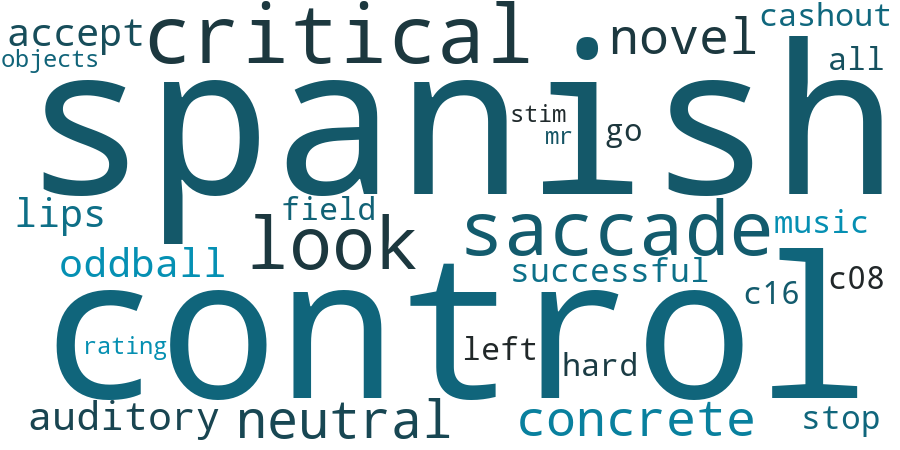 accept critical novel cashout
objects all
spanish
stim
mr go
lips field saccade music
look
oddball successful c08
control c16
rating left hard
auditory neutral concrete stop